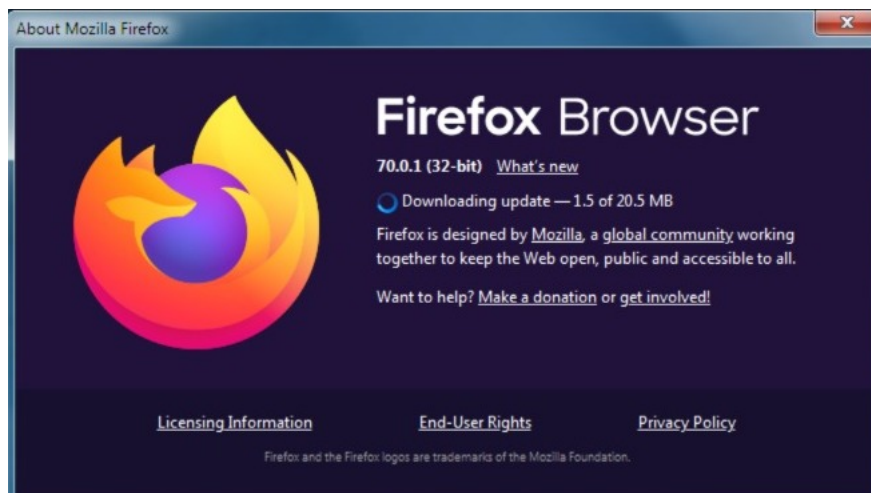 About Mozilla Firefox
Firefox Browser
70.0.1 (32-bit) What's new
Downloading update — 1.5 of 20.5 MB
Firefox is designed by Mozilla, a global community working
together to keep the Web open, public and accessible to all.
Want to help? Make a donation or get involved!
Licensing Information End-User Rights Privacy Policy
Firefox and the Firefox logos are trademarks of the Mozilla Foundation.